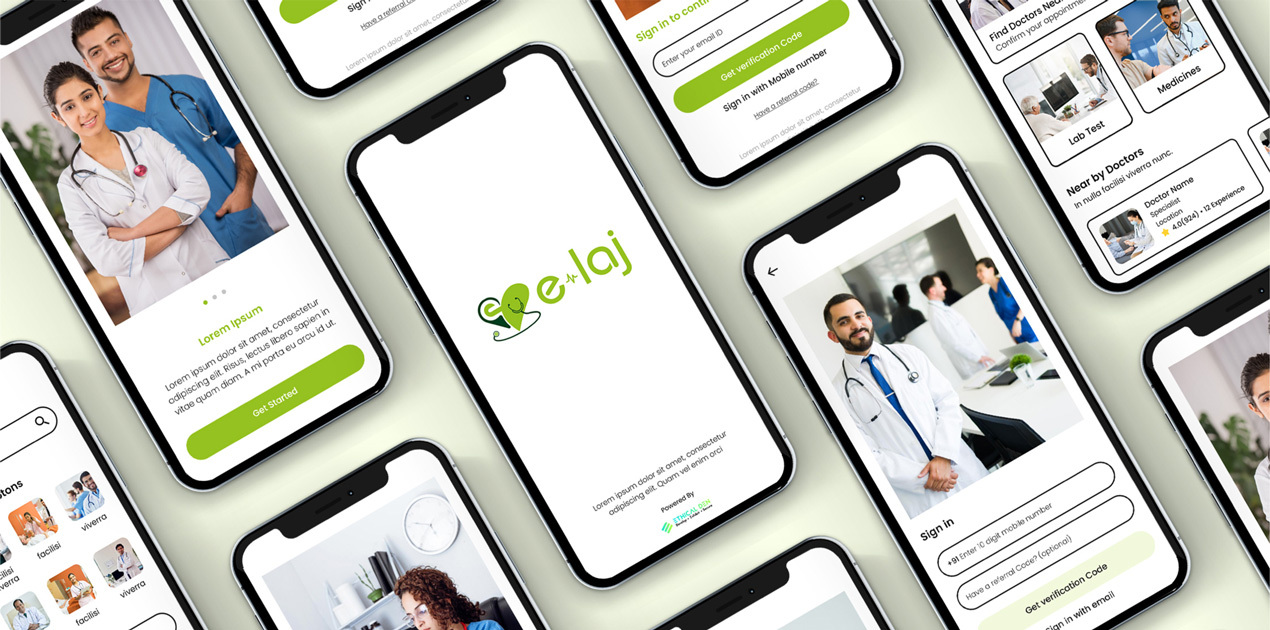 Lorem Ipsum
Lorem ipsum dolor sit amet, consectetur
adipiscing elit. Risus, lectus libero sapien in
vitae quam diam. A mi porta eu arcu id ut.
Get Started
Sign
Have a referral code?
Lorem ipsum dolor sit amet, consectetur
Sign in to conti
Enter your email ID
Get verification Code
Sign in with Mobile number
Have a referral code?
Lorem ipsum dolor sit amet, consectetur
Find Doctors Nea
Confirm your appointme
Lab Test
Medicines
Near by Doctors
In nulla facilisi viverra nunc.
Doctor Name
Specialist
Location
4.0(924) • 12 Experience
e
e laj
Lorem ipsum dolor sit amet, consectetur
adipiscing elit. Quam vel enim orci
Powered By
ETHICAL DEN
Sign in
+91 Enter 10 digit mobile number
Have a referral Code? (optional)
Get verification Code
Sign in with email
tons
facilisi
viverra
cilisi
verra
facilisi
viverra